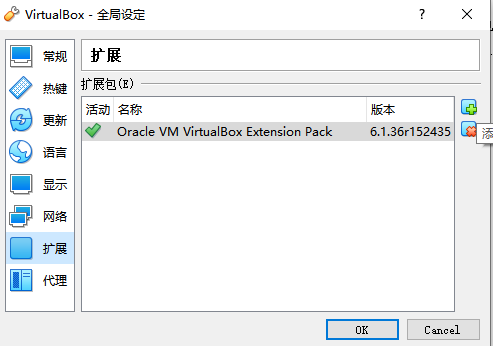 VirtualBox - 全局设定
?
常规
热键
更新
语言
显示
网络
扩展
代理
扩展
扩展包(E)
活动 名称 版本
Oracle VM VirtualBox Extension Pack 6.1.36r152435
OK Cancel